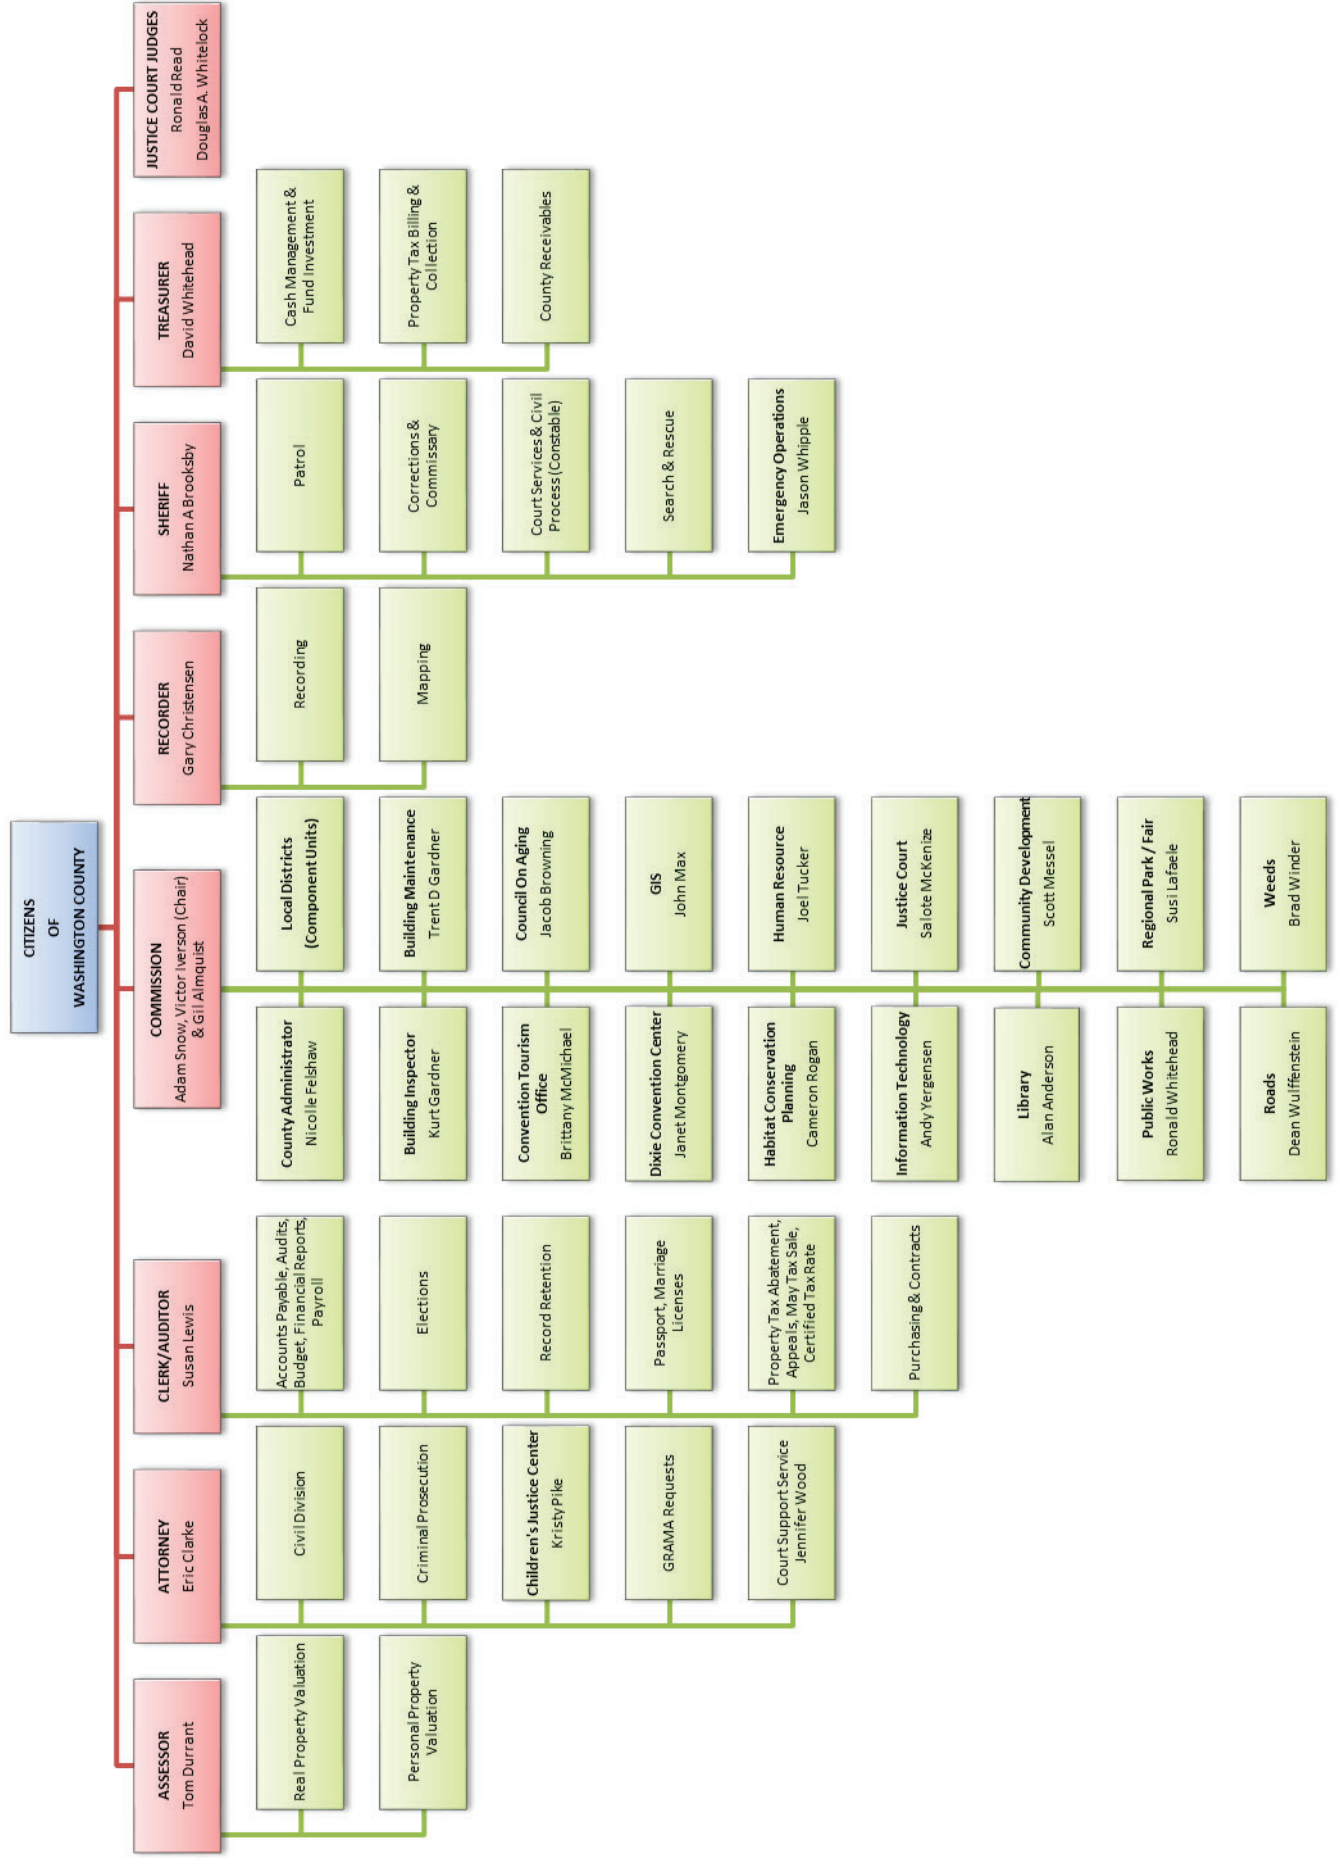 CITIZENS
OF
WASHINGTON COUNTY
ASSESSOR
Tom Durrant
ATTORNEY
Eric Clarke
CLERK/AUDITOR
Susan Lewis
COMMISSION
Adam Snow, Victor Iverson (Chair)
& Gil Almquist
RECORDER
Gary Christensen
SHERIFF
Nathan A Brooksby
TREASURER
David Whitehead
JUSTICE COURT JUDGES
Ronald Read
Douglas A. Whitelock
Real Property Valuation
Personal Property
Valuation
Civil Division
Criminal Prosecution
Children's Justice Center
Kristy Pike
GRAMA Requests
Court Support Service
Jennifer Wood
Accounts Payable, Audits,
Budget, Financial Reports,
Payroll
Elections
Record Retention
Passport, Marriage
Licenses
Property Tax Abatement,
Appeals, May Tax Sale,
Certified Tax Rate
Purchasing & Contracts
County Administrator
Nicolle Felshaw
Local Districts
(Component Units)
Building Inspector
Kurt Gardner
Building Maintenance
Trent D Gardner
Convention Tourism
Office
Brittany McMichael
Council On Aging
Jacob Browning
Dixie Convention Center
Janet Montgomery
GIS
John Max
Habitat Conservation
Planning
Cameron Rogan
Human Resource
Joel Tucker
Information Technology
Andy Yergensen
Justice Court
Salote McKenize
Library
Alan Anderson
Community Development
Scott Messel
Public Works
Ronald Whitehead
Regional Park / Fair
Susi Lafaele
Roads
Dean Wulffenstein
Weeds
Brad Winder
Recording
Mapping
Patrol
Corrections &
Commissary
Court Services & Civil
Process (Constable)
Search & Rescue
Emergency Operations
Jason Whipple
Cash Management &
Fund Investment
Property Tax Billing &
Collection
County Receivables